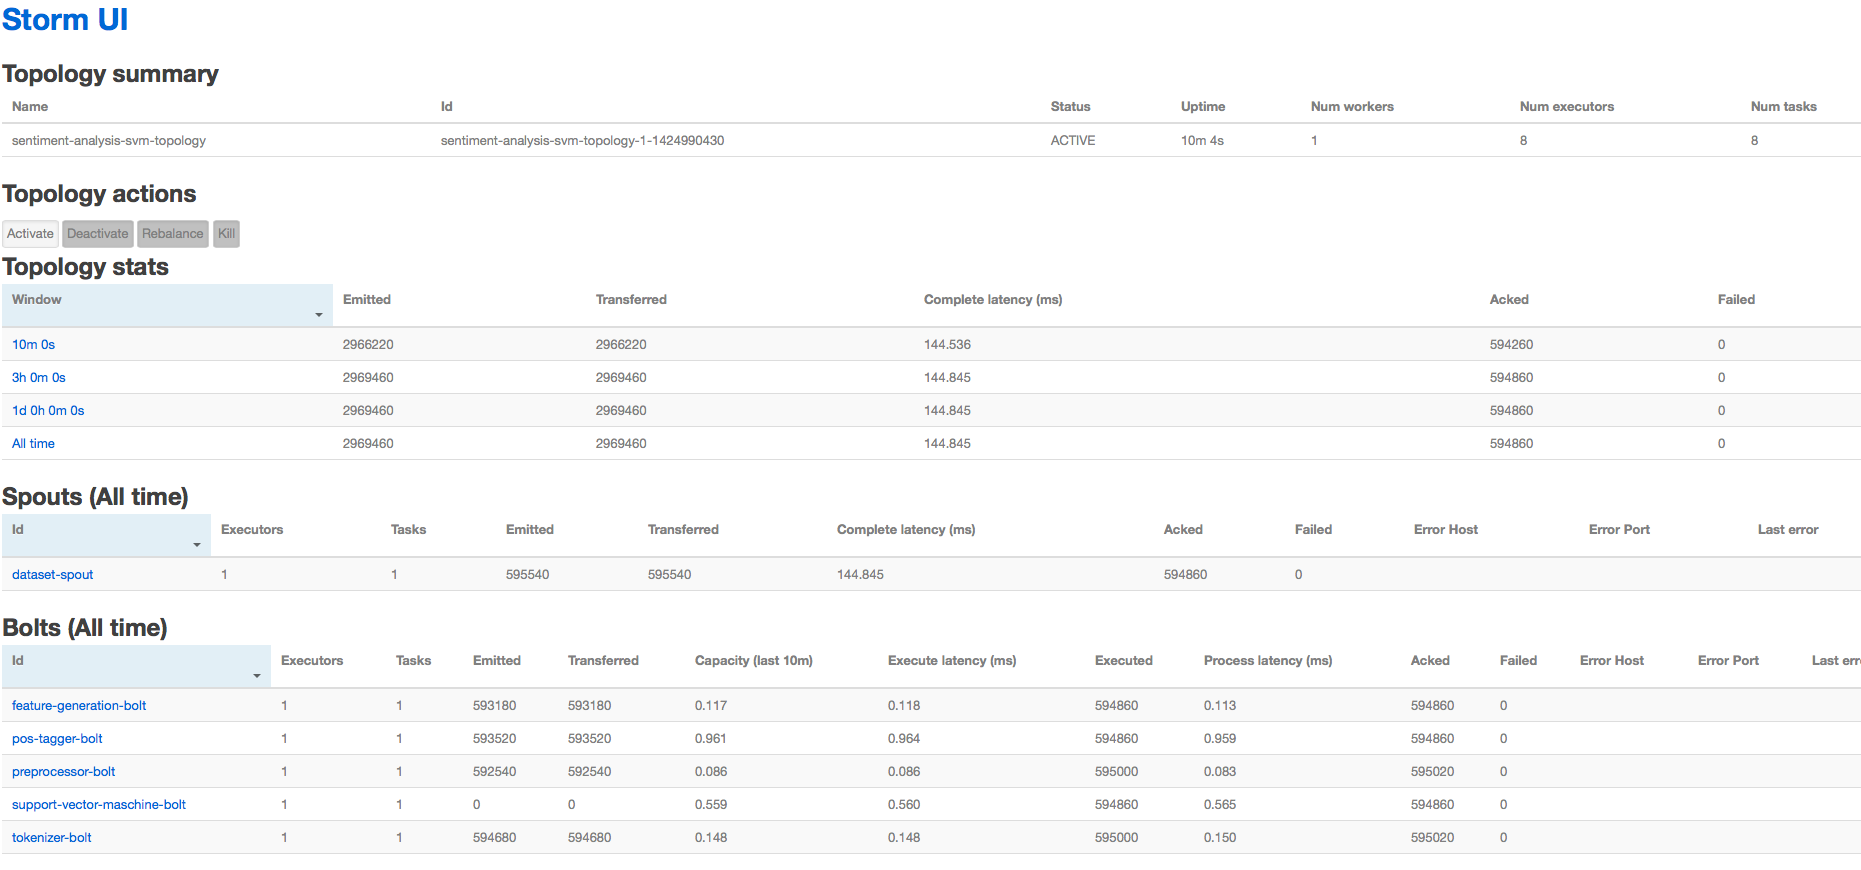 Storm UI
Topology summary
Name Id Status Uptime Num workers Num executors Num tasks
sentiment-analysis-svm-topology sentiment-analysis-svm-topology-1-1424990430 ACTIVE 10m 4s 1 8 8
Topology actions
Activate Deactivate Rebalance Kill
Topology stats
Window Emitted Transferred Complete latency (ms) Acked Failed
10m 0s 2966220 2966220 144.536 594260 0
3h 0m 0s 2969460 2969460 144.845 594860 0
1d 0h 0m 0s 2969460 2969460 144.845 594860 0
All time 2969460 2969460 144.845 594860 0
Spouts (All time)
Id Executors Tasks Emitted Transferred Complete latency (ms) Acked Failed Error Host Error Port Last error
dataset-spout 1 1 595540 595540 144.845 594860 0
Bolts (All time)
Id Executors Tasks Emitted Transferred Capacity (last 10m) Execute latency (ms) Executed Process latency (ms) Acked Failed Error Host Error Port Last err
feature-generation-bolt 1 1 593180 593180 0.117 0.118 594860 0.113 594860 0
pos-tagger-bolt 1 1 593520 593520 0.961 0.964 594860 0.959 594860 0
preprocessor-bolt 1 1 592540 592540 0.086 0.086 595000 0.083 595020 0
support-vector-maschine-bolt 1 1 0 0 0.559 0.560 594860 0.565 594860 0
tokenizer-bolt 1 1 594680 594680 0.148 0.148 595000 0.150 595020 0